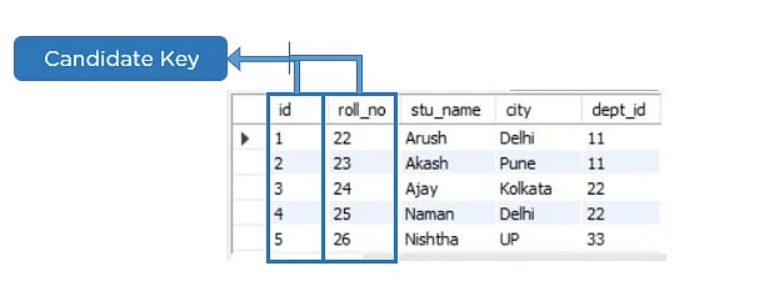 Candidate Key
id roll_no stu_name city dept_id
1 22 Arush Delhi 11
2 23 Akash Pune 11
3 24 Ajay Kolkata 22
4 25 Naman Delhi 22
5 26 Nishtha UP 33